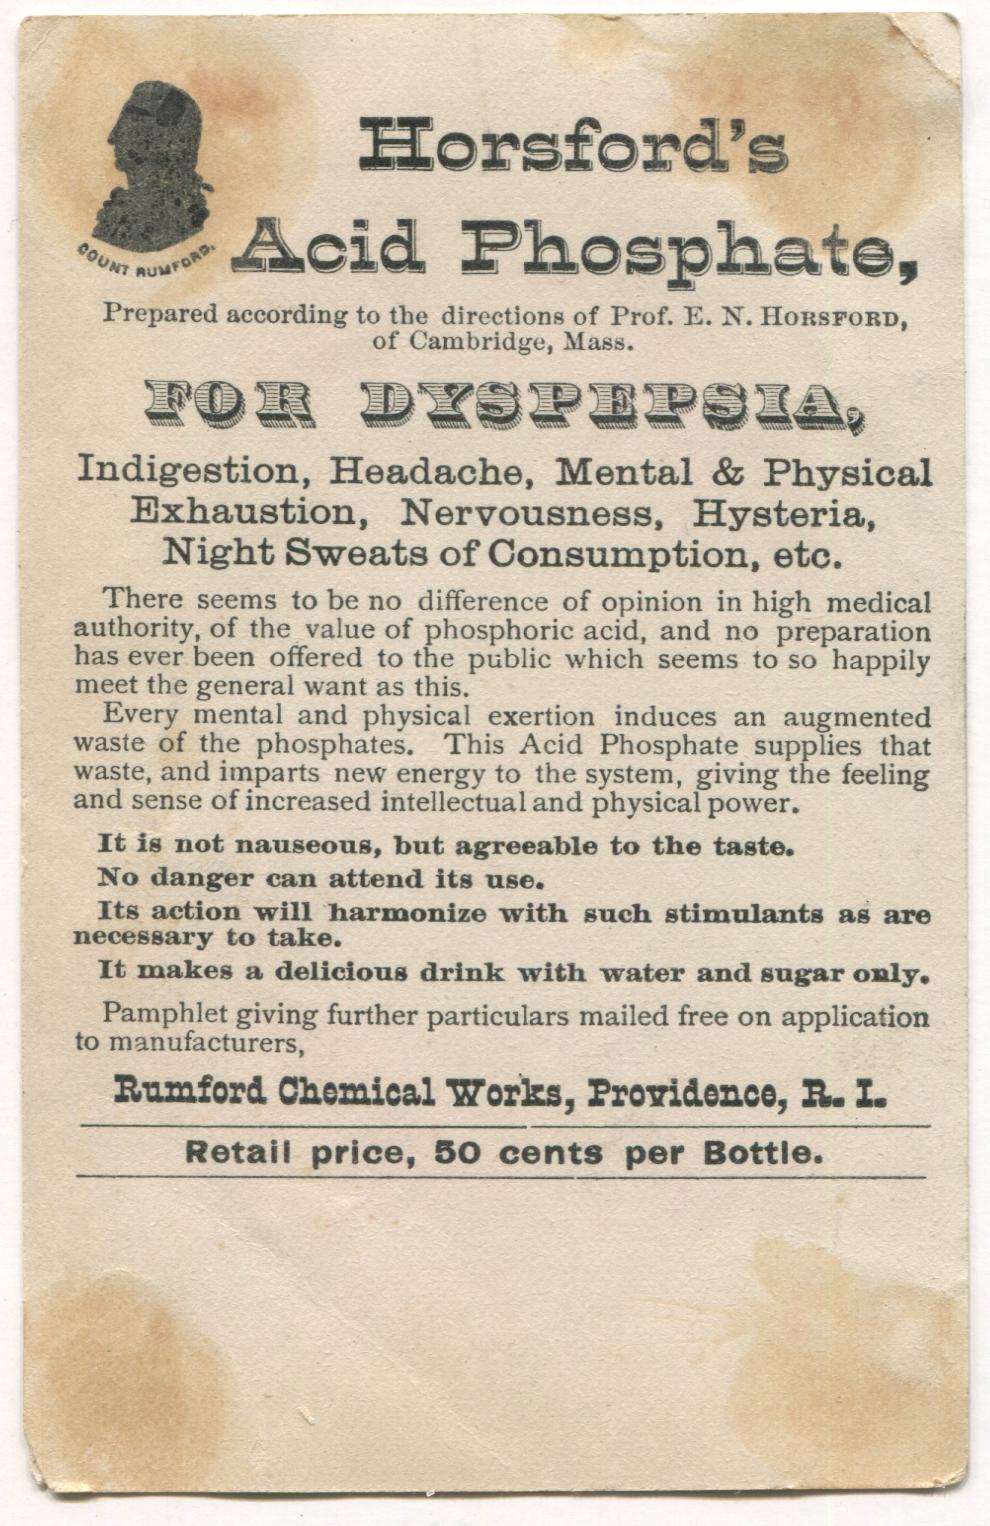 COUNT RUMFORD.
Horsford's
Acid Phosphate,
Prepared according to the directions of Prof. E. N. HORSFORD,
of Cambridge, Mass.
FOR DYSPEPSIA,
Indigestion, Headache, Mental & Physical
Exhaustion, Nervousness, Hysteria,
Night Sweats of Consumption, etc.
There seems to be no difference of opinion in high medical
authority, of the value of phosphoric acid, and no preparation
has ever been offered to the public which seems to so happily
meet the general want as this.
Every mental and physical exertion induces an augmented
waste of the phosphates. This Acid Phosphate supplies that
waste, and imparts new energy to the system, giving the feeling
and sense of increased intellectual and physical power.
It is not nauseous, but agreeable to the taste.
No danger can attend its use.
Its action will harmonize with such stimulants as are
necessary to take.
It makes a delicious drink with water and sugar only.
Pamphlet giving further particulars mailed free on application
to manufacturers,
Rumford Chemical Works, Providence, R. I.
Retail price, 50 cents per Bottle.